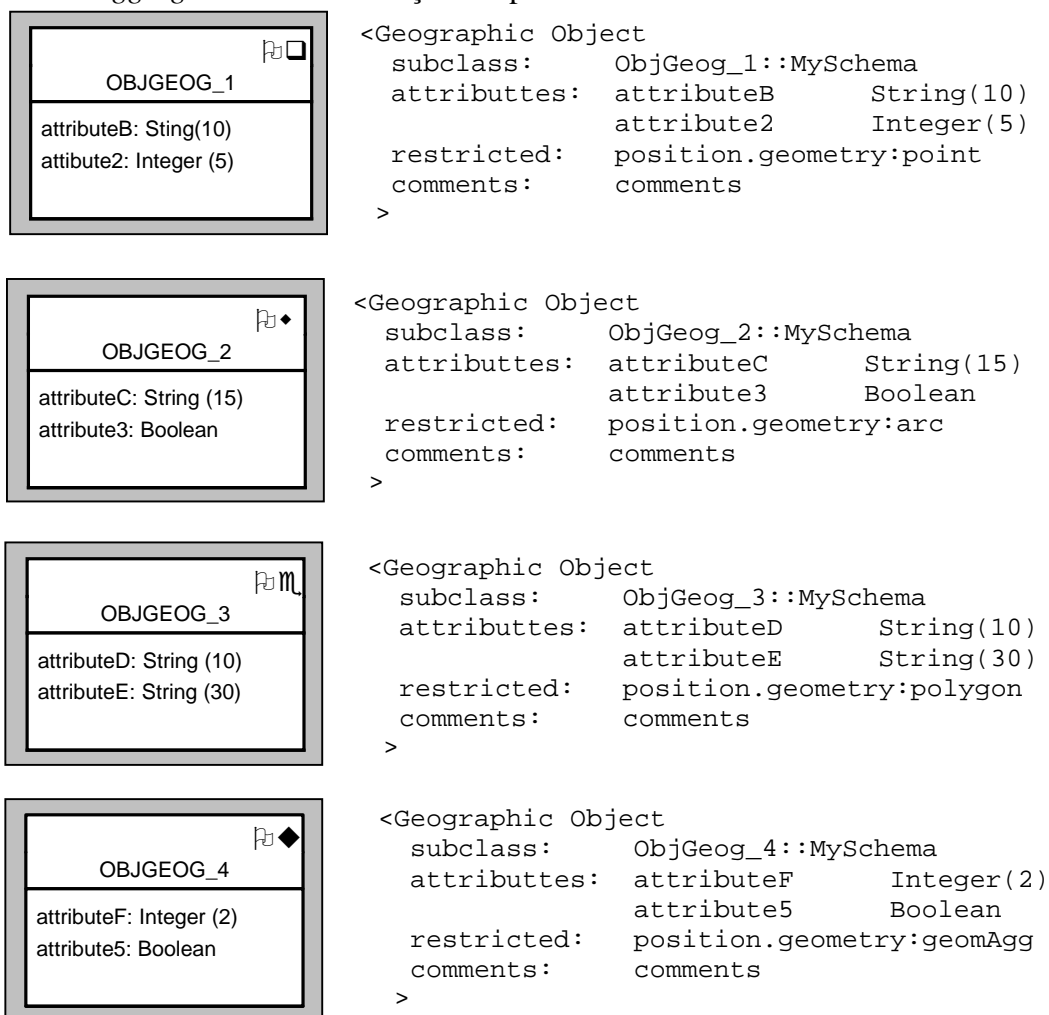 OBJGEOG_1
attributeB: Sting(10)
attibute2: Integer (5)
<Geographic Object
subclass: ObjGeog_1::MySchema
attributtes: attributeB String(10)
attribute2 Integer(5)
restricted: position.geometry:point
comments: comments
>
OBJGEOG_2
attributeC: String (15)
attribute3: Boolean
<Geographic Object
subclass: ObjGeog_2::MySchema
attributtes: attributeC String(15)
attribute3 Boolean
restricted: position.geometry:arc
comments: comments
>
OBJGEOG_3
attributeD: String (10)
attributeE: String (30)
<Geographic Object
subclass: ObjGeog_3::MySchema
attributtes: attributeD String(10)
attributeE String(30)
restricted: position.geometry:polygon
comments: comments
>
OBJGEOG_4
attributeF: Integer (2)
attribute5: Boolean
<Geographic Object
subclass: ObjGeog_4::MySchema
attributtes: attributeF Integer(2)
attribute5 Boolean
restricted: position.geometry:geomAgg
comments: comments
>